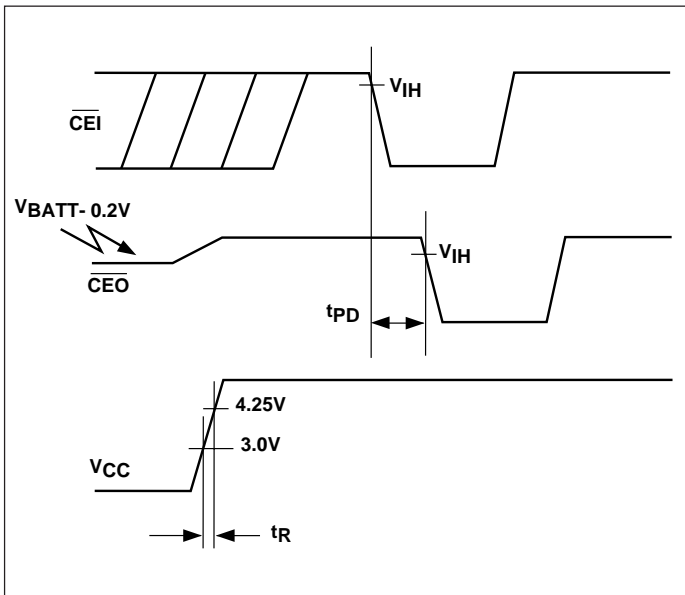 VIH
CEI
VBATT- 0.2V
VIH
CEO
tPD
4.25V
3.0V
VCC
tR